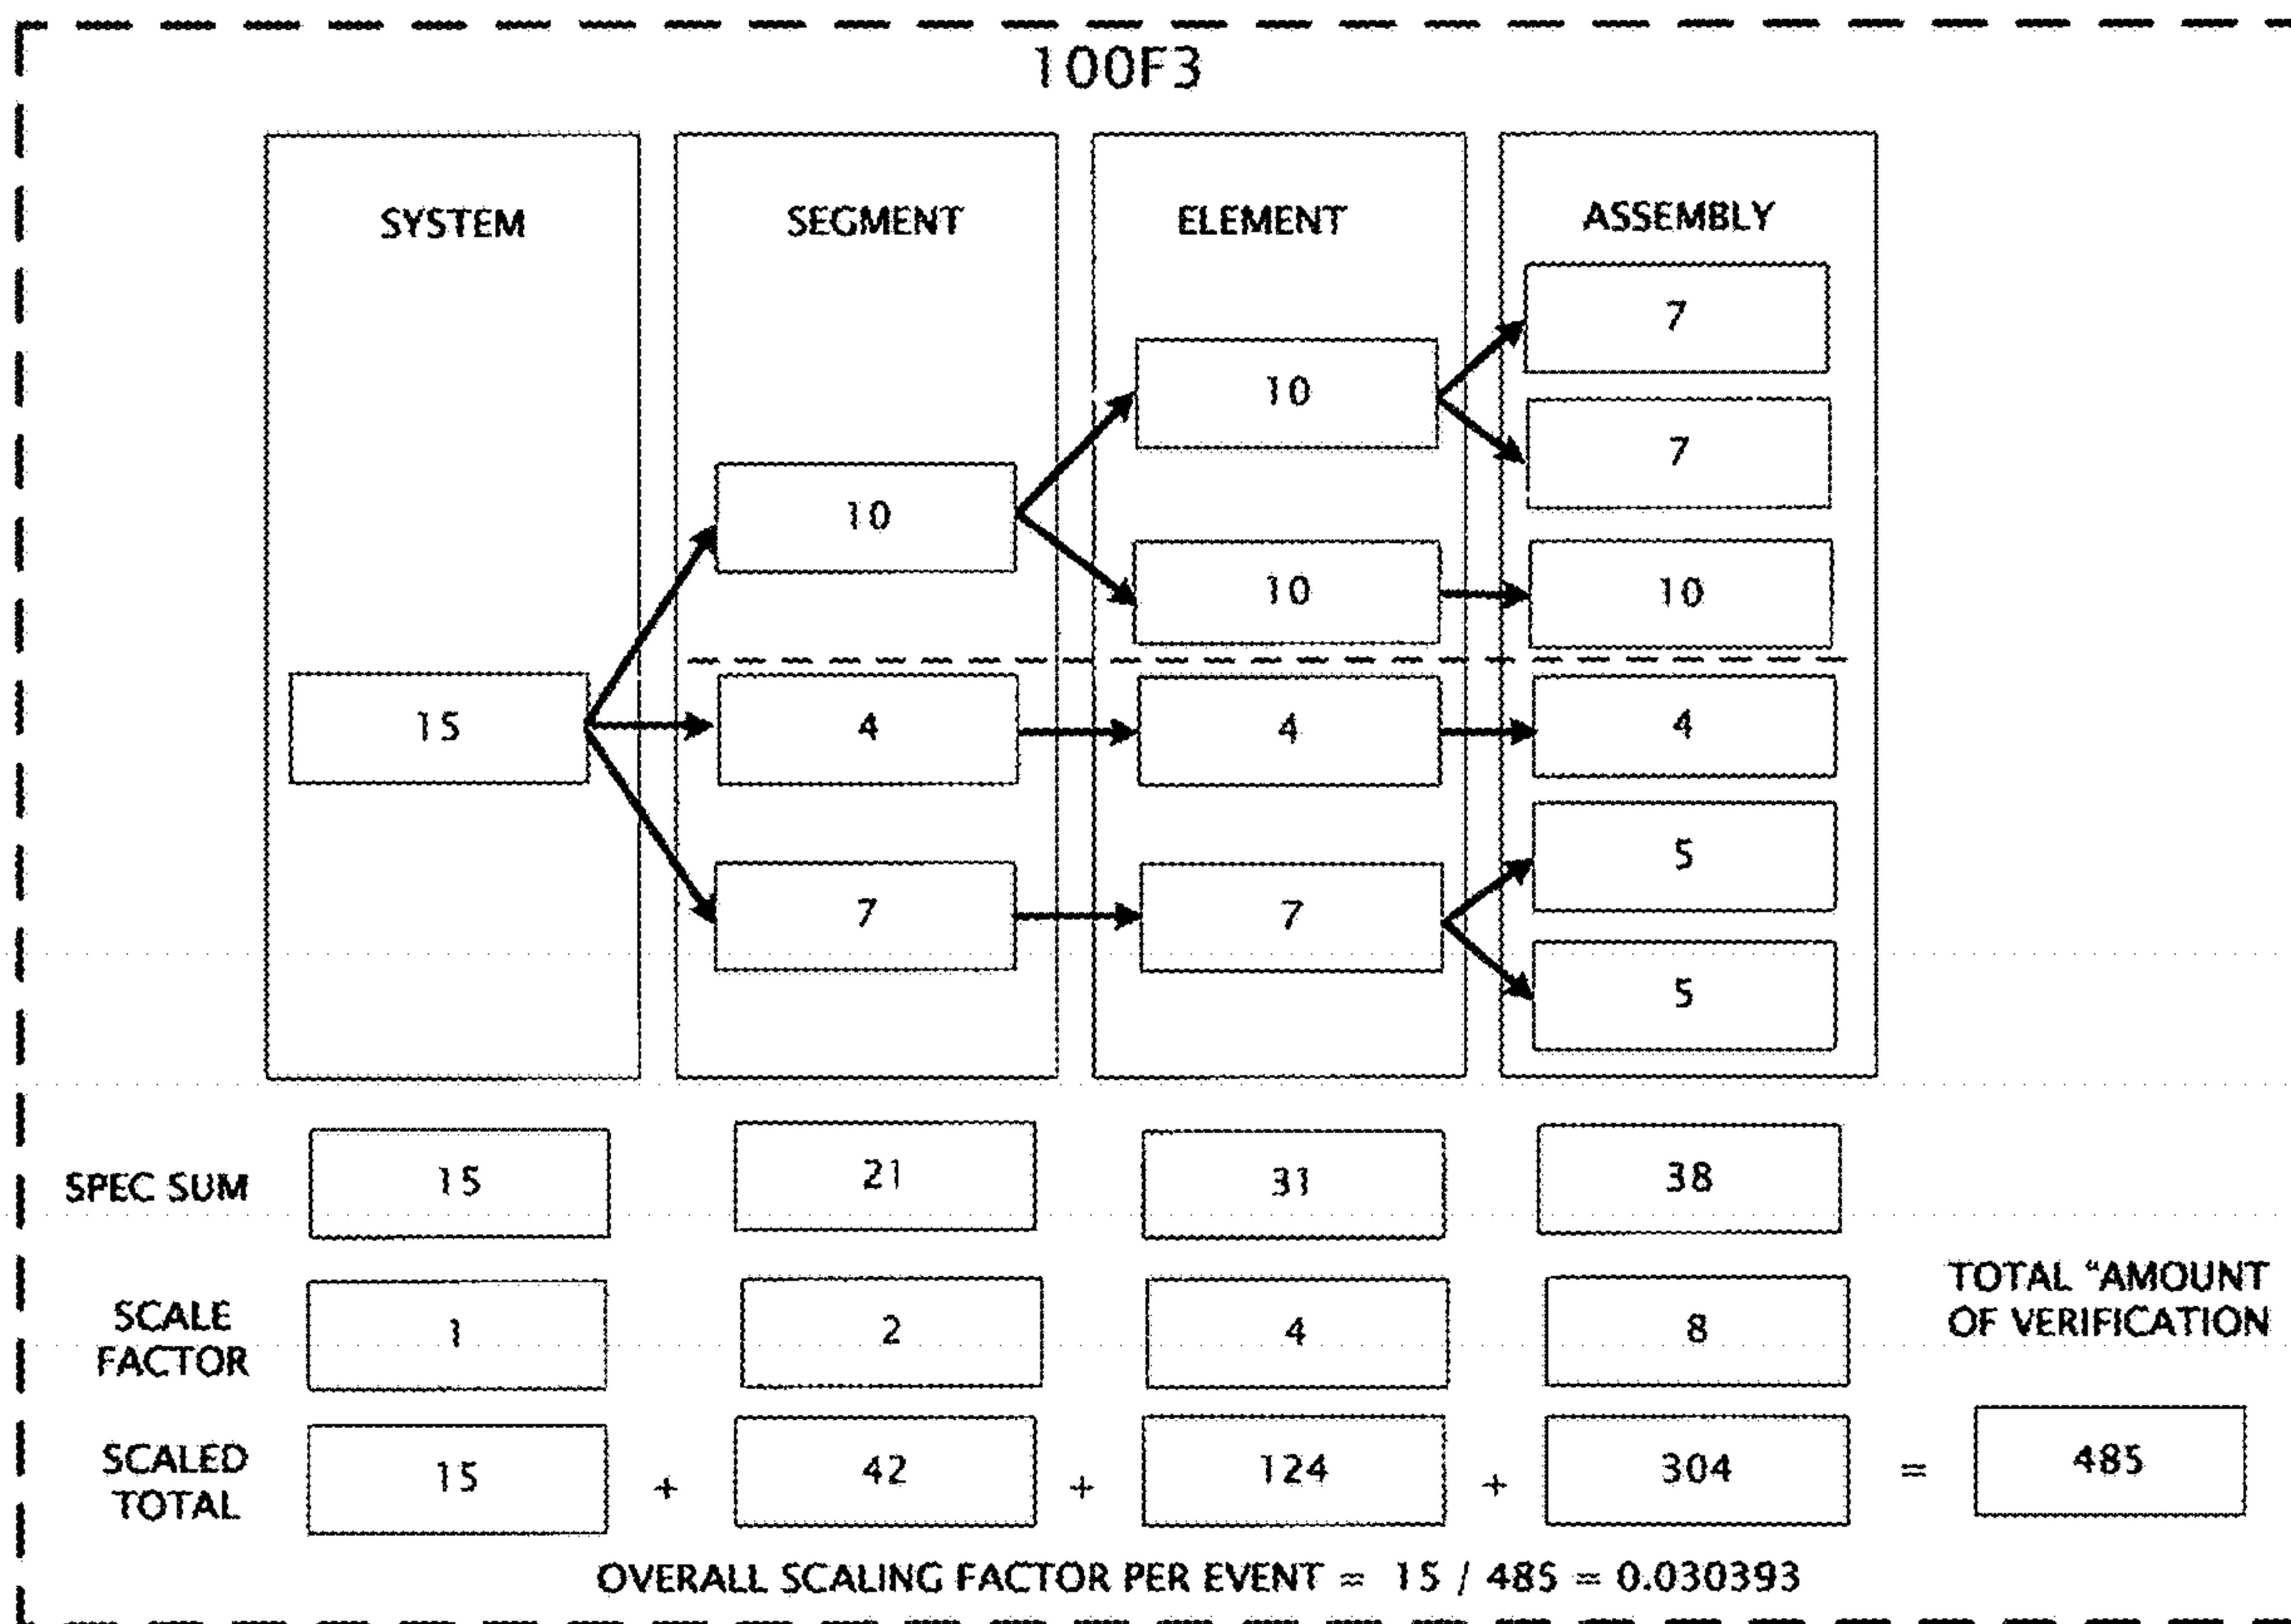 100F3
SYSTEM SEGMENT ELEMENT ASSEMBLY
7
10
7
10
10 10
15 4 4 4
5
7 7
5
SPEC SUM 15 21 31 38
SCALE FACTOR 1 2 4 8
TOTAL "AMOUNT
OF VERIFICATION
SCALED TOTAL 15 + 42 + 124 + 304 = 485
OVERALL SCALING FACTOR PER EVENT = 15 / 485 = 0.030393